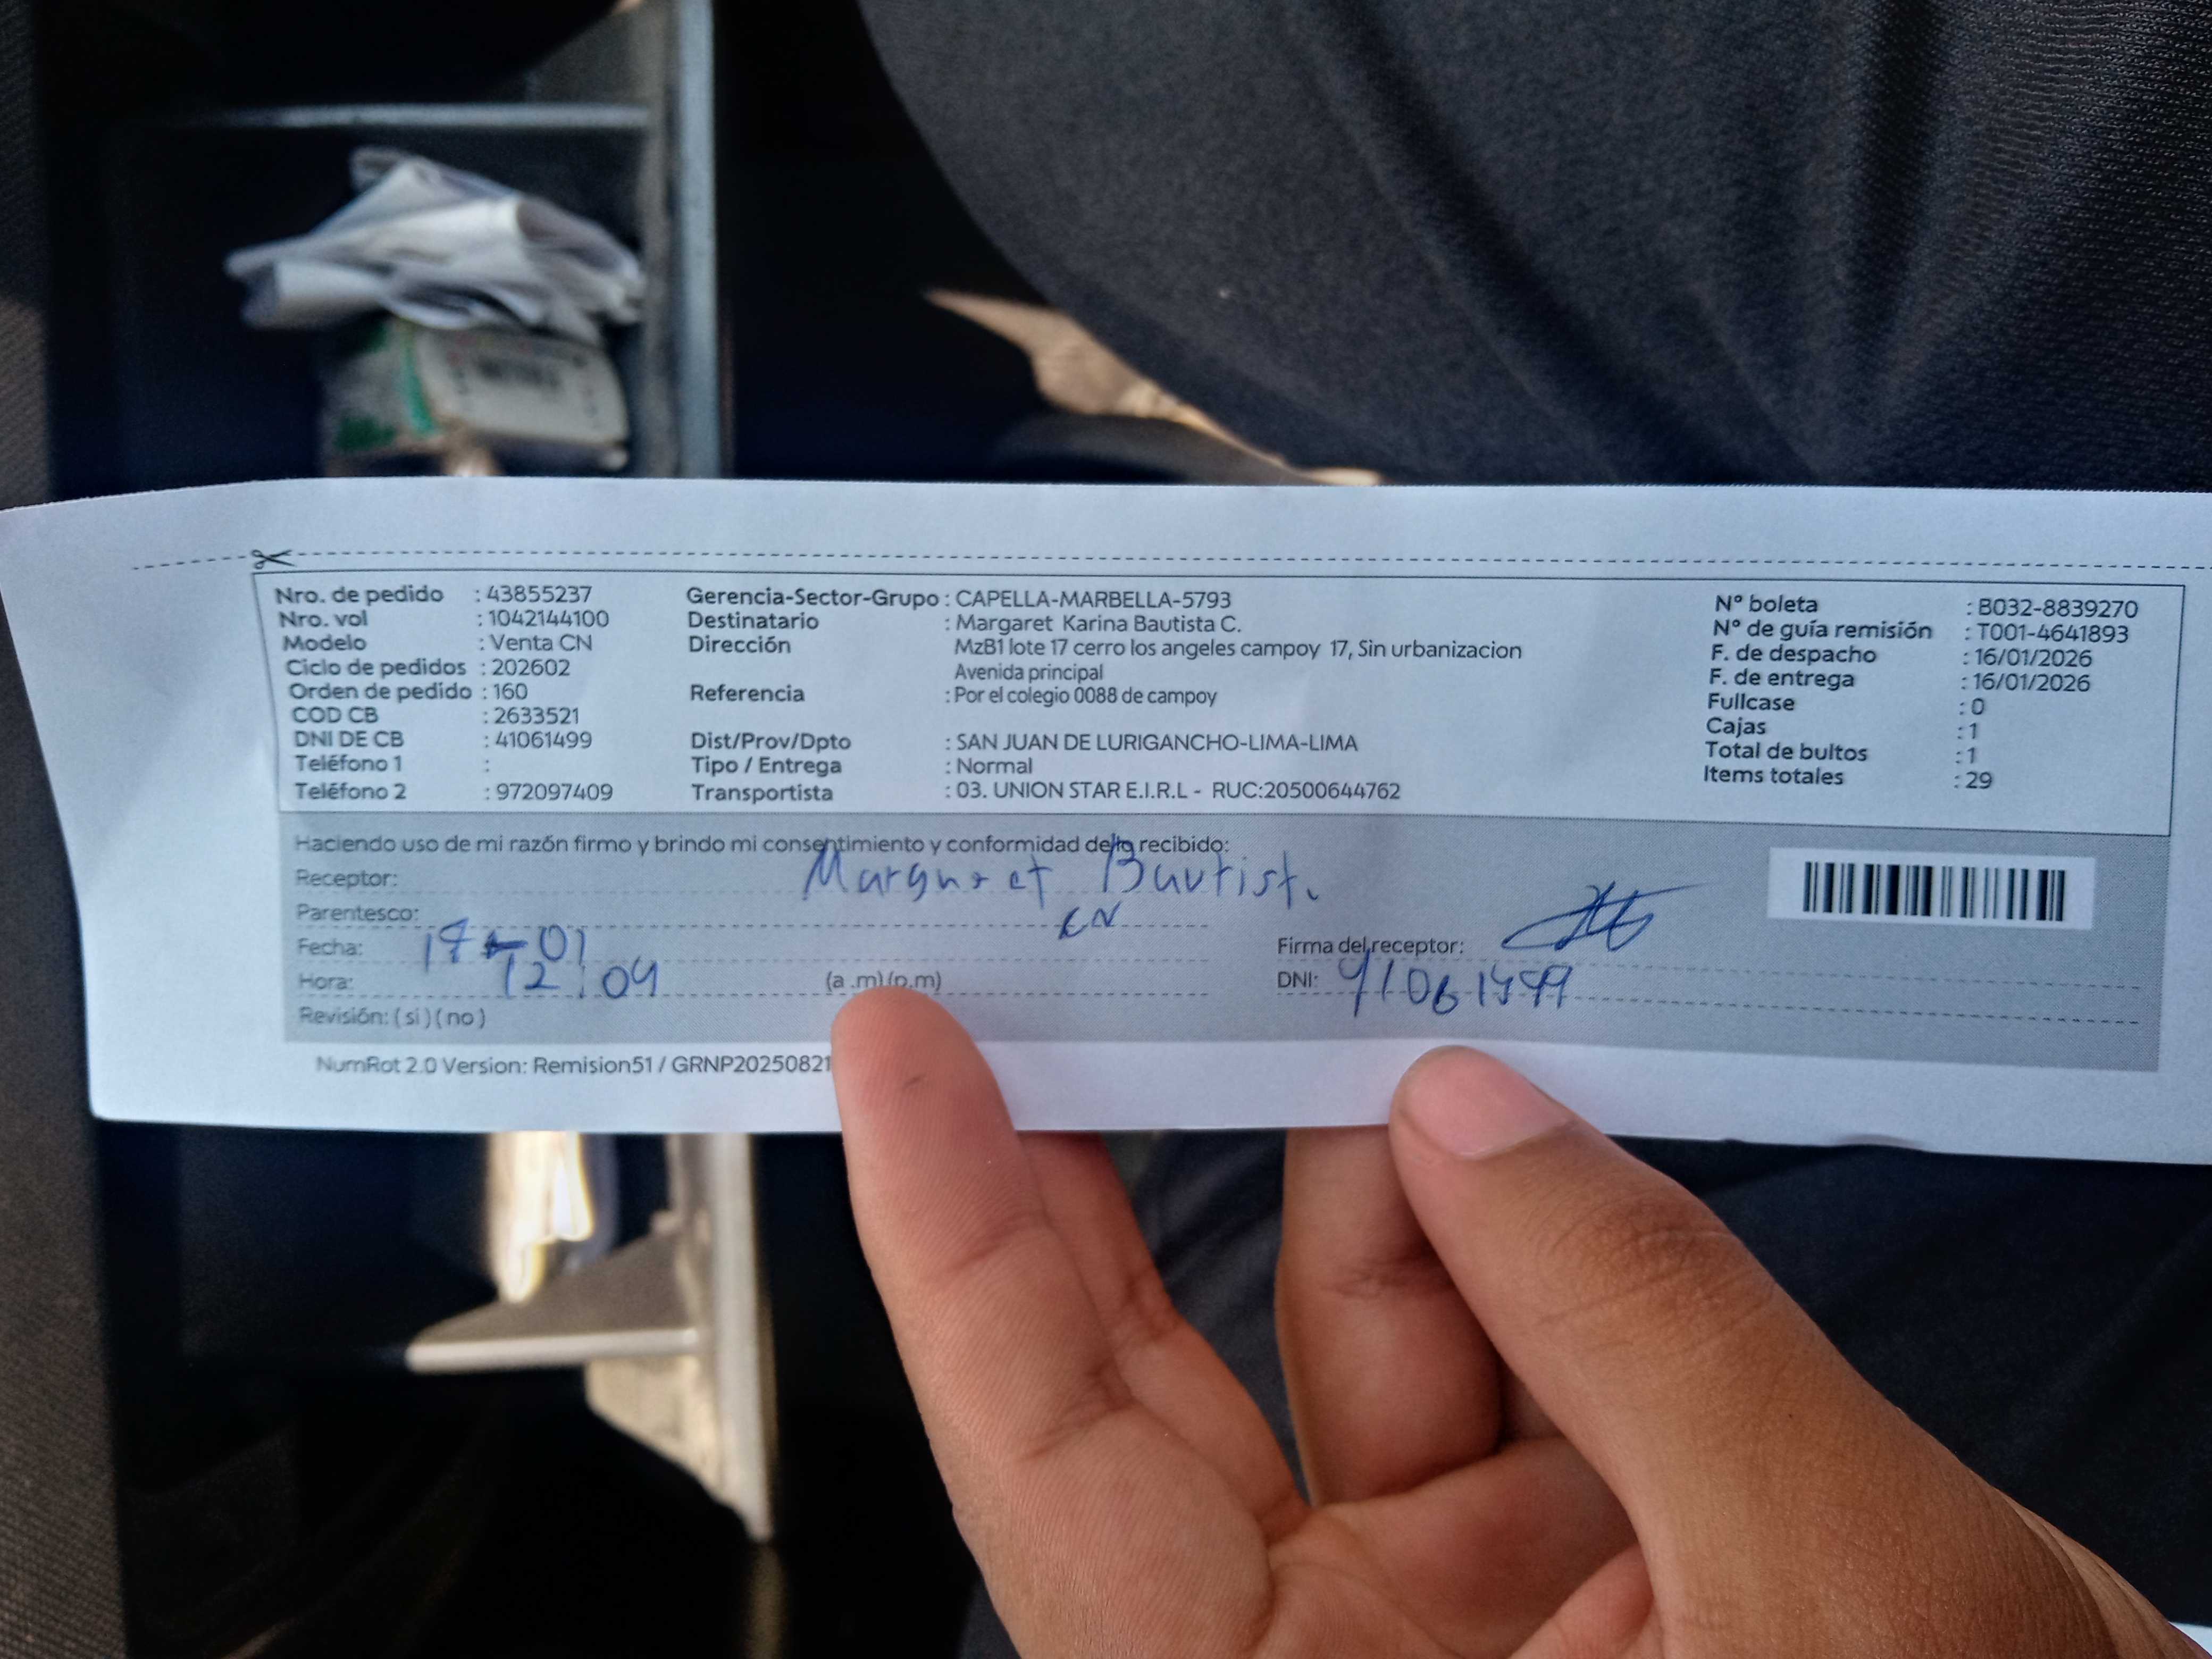 Nro. de pedido : 43855237
Nro. vol : 1042144100
Modelo : Venta CN
Ciclo de pedidos : 202602
Orden de pedido : 160
COD CB : 2633521
DNI DE CB : 41061499
Teléfono 1 :
Teléfono 2 : 972097409
Gerencia-Sector-Grupo : CAPELLA-MARBELLA-5793
Destinatario : Margaret Karina Bautista C.
Dirección MzB1 lote 17 cerro los angeles campoy 17, Sin urbanizacion
Avenida principal
Referencia : Por el colegio 0088 de campoy
Dist/Prov/Dpto : SAN JUAN DE LURIGANCHO-LIMA-LIMA
Tipo / Entrega : Normal
Transportista : 03. UNION STAR E.I.R.L - RUC:20500644762
N° boleta : B032-8839270
N° de guía remisión : T001-4641893
F. de despacho : 16/01/2026
F. de entrega : 16/01/2026
Fullcase : 0
Cajas : 1
Total de bultos : 1
Items totales : 29
Haciendo uso de mi razón firmo y brindo mi consentimiento y conformidad de lo recibido:
Receptor: Bautist.
Parentesco: CN
Fecha: 01
Hora: 12:04 (a.m)(p.m)
Revisión: (si)(no)
Firma del receptor:
DNI: 41061499
NumRot 2.0 Version: Remision51 / GRNP20250821